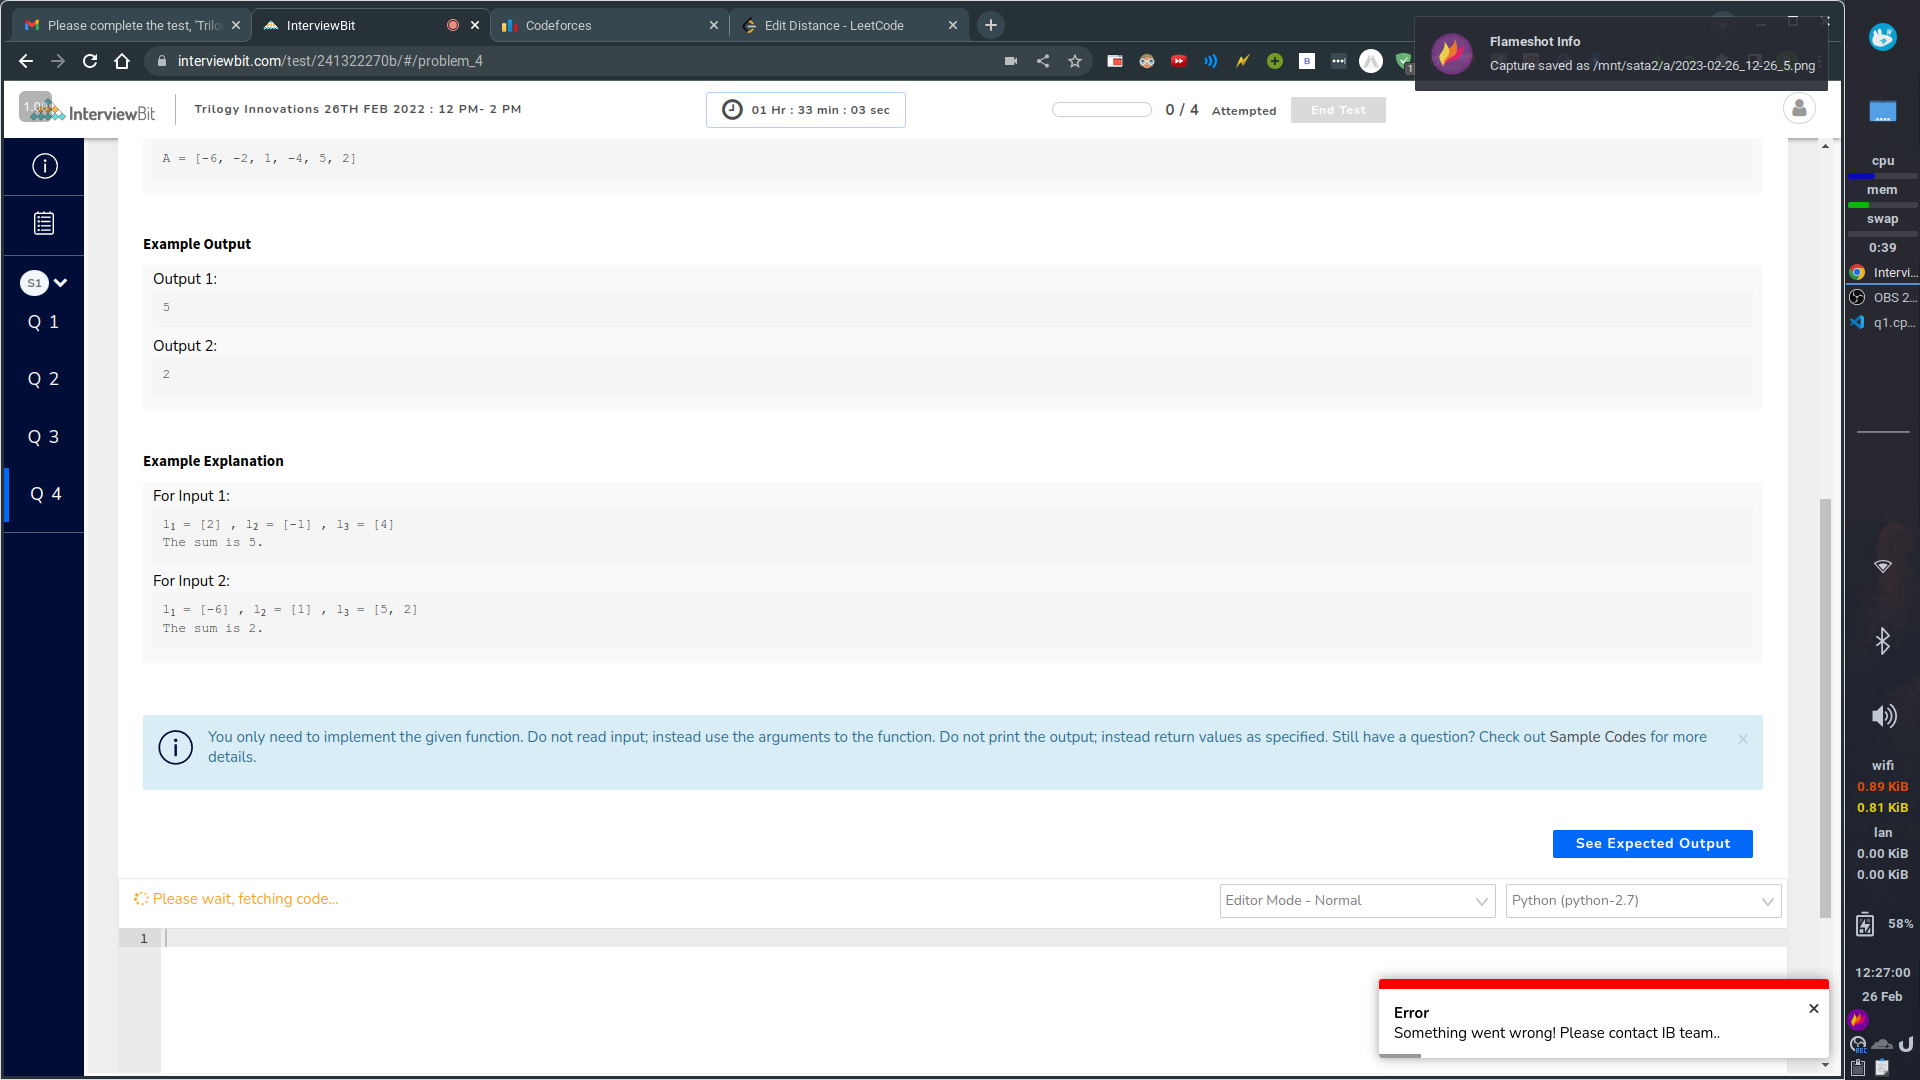 Please complete the test, 'Trilo
InterviewBit
Codeforces
Edit Distance - LeetCode
interviewbit.com/test/241322270b/#/problem_4
Flameshot Info
Capture saved as /mnt/sata2/a/2023-02-26_12-26_5.png
1
InterviewBit
Trilogy Innovations 26TH FEB 2022 : 12 PM- 2 PM
01 Hr : 33 min : 03 sec
0 / 4 Attempted
End Test
S1
Q 1
Q 2
Q 3
Q 4
A = [-6, -2, 1, -4, 5, 2]
Example Output
Output 1:
5
Output 2:
2
Example Explanation
For Input 1:
l1 = [2] , l2 = [-1] , l3 = [4]
The sum is 5.
For Input 2:
l1 = [-6] , l2 = [1] , l3 = [5, 2]
The sum is 2.
You only need to implement the given function. Do not read input; instead use the arguments to the function. Do not print the output; instead return values as specified. Still have a question? Check out Sample Codes for more
details.
See Expected Output
Please wait, fetching code...
Editor Mode - Normal
Python (python-2.7)
1
Error
Something went wrong! Please contact IB team..
cpu
mem
swap
0:39
Intervi...
OBS 2...
q1.cp...
wifi
0.89 KiB
0.81 KiB
lan
0.00 KiB
0.00 KiB
58%
12:27:00
26 Feb
REC